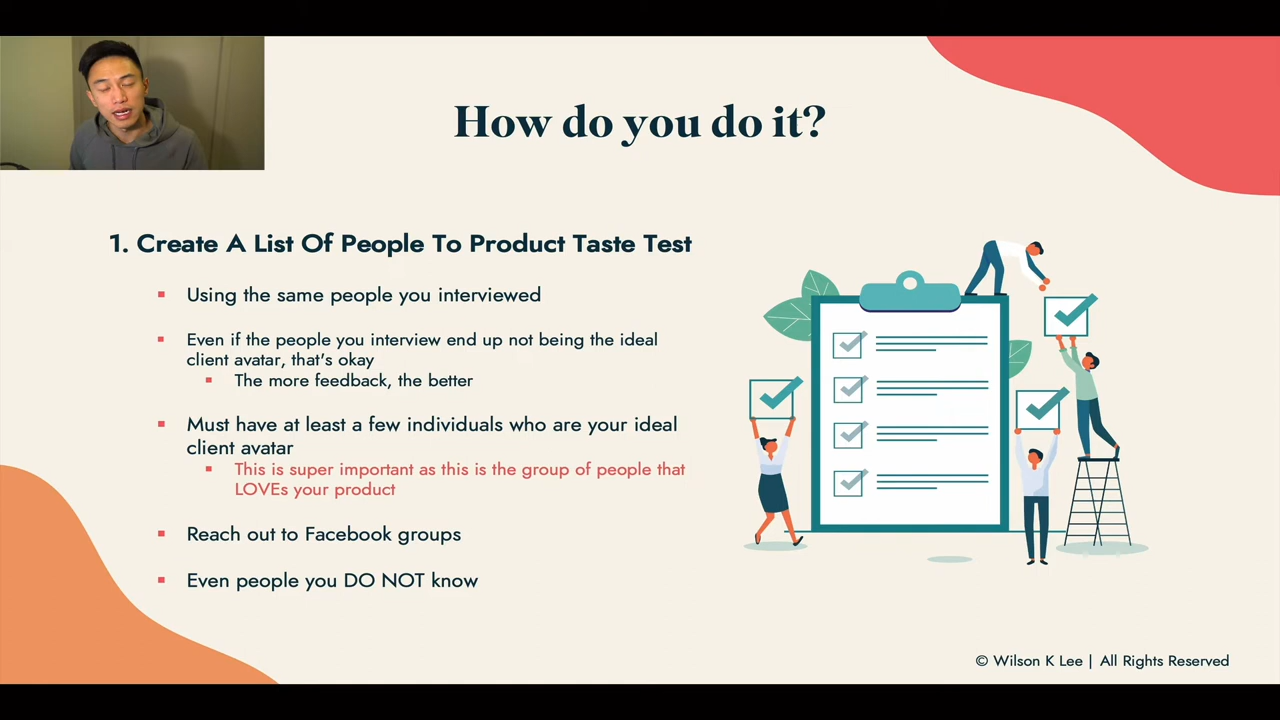 How do you do it?
1. Create A List Of People To Product Taste Test
Using the same people you interviewed
Even if the people you interview end up not being the ideal
client avatar, that's okay
The more feedback, the better
Must have at least a few individuals who are your ideal
client avatar
This is super important as this is the group of people that
LOVEs your product
Reach out to Facebook groups
Even people you DO NOT know
© Wilson K Lee | All Rights Reserved